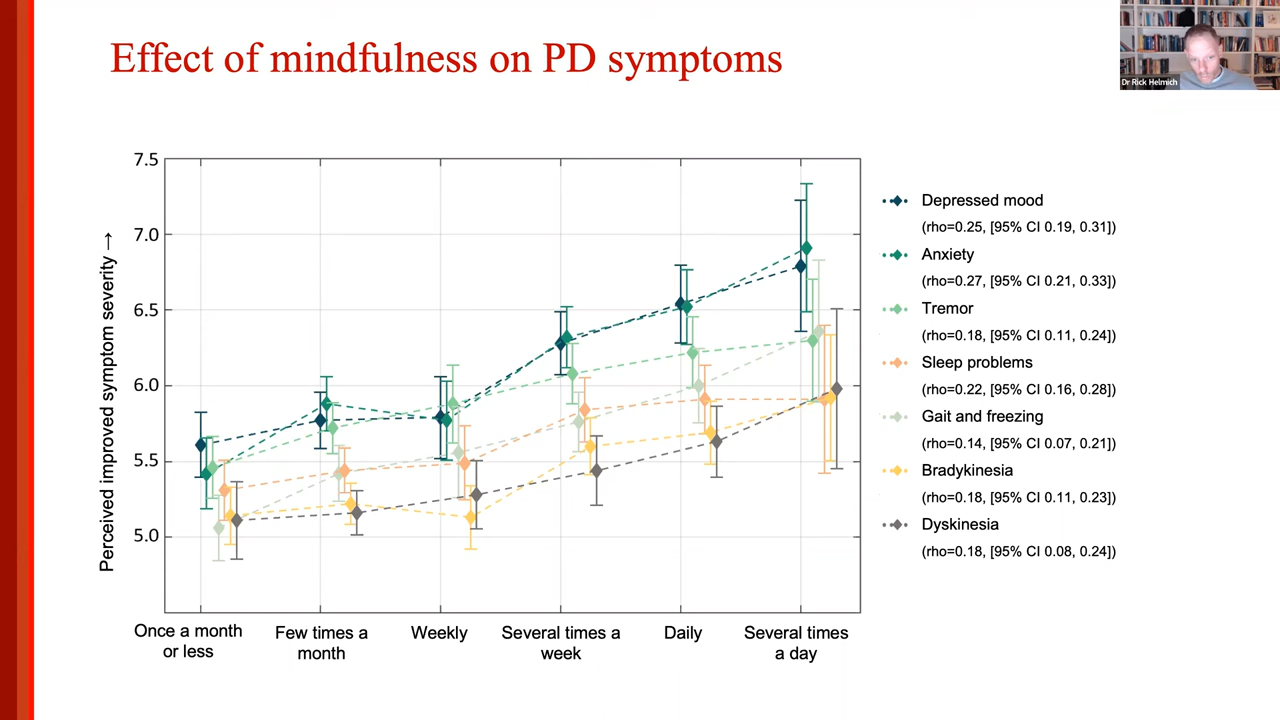 Effect of mindfulness on PD symptoms
Dr Rick Helmich
7.5
7.0
6.5
6.0
5.5
5.0
Perceived improved symptom severity →
Once a month
or less
Few times a
month
Weekly
Several times a
week
Daily
Several times
a day
Depressed mood
(rho=0.25, [95% CI 0.19, 0.31])
Anxiety
(rho=0.27, [95% CI 0.21, 0.33])
Tremor
(rho=0.18, [95% CI 0.11, 0.24])
Sleep problems
(rho=0.22, [95% CI 0.16, 0.28])
Gait and freezing
(rho=0.14, [95% CI 0.07, 0.21])
Bradykinesia
(rho=0.18, [95% CI 0.11, 0.23])
Dyskinesia
(rho=0.18, [95% CI 0.08, 0.24])